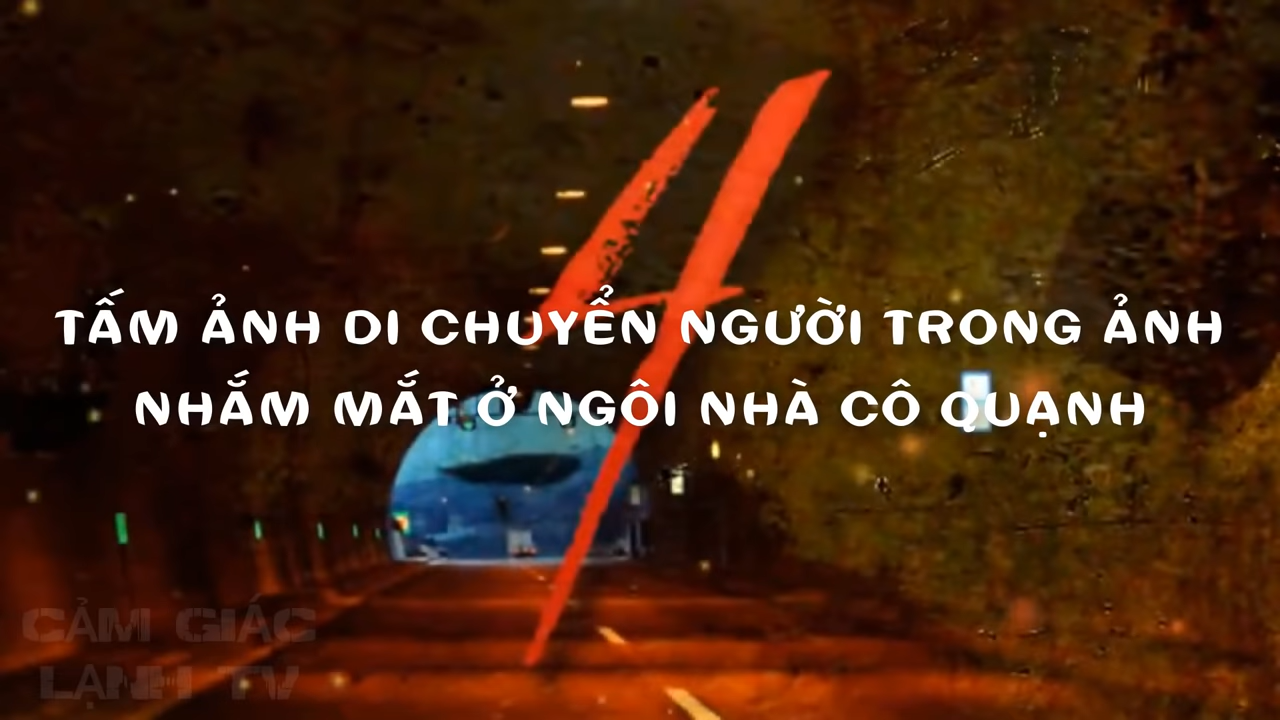 4
TẤM ẢNH DI CHUYỂN NGƯỜI TRONG ẢNH
NHẮM MẮT Ở NGÔI NHÀ CÔ QUẠNH
CẢM GIÁC
LẠNH TV